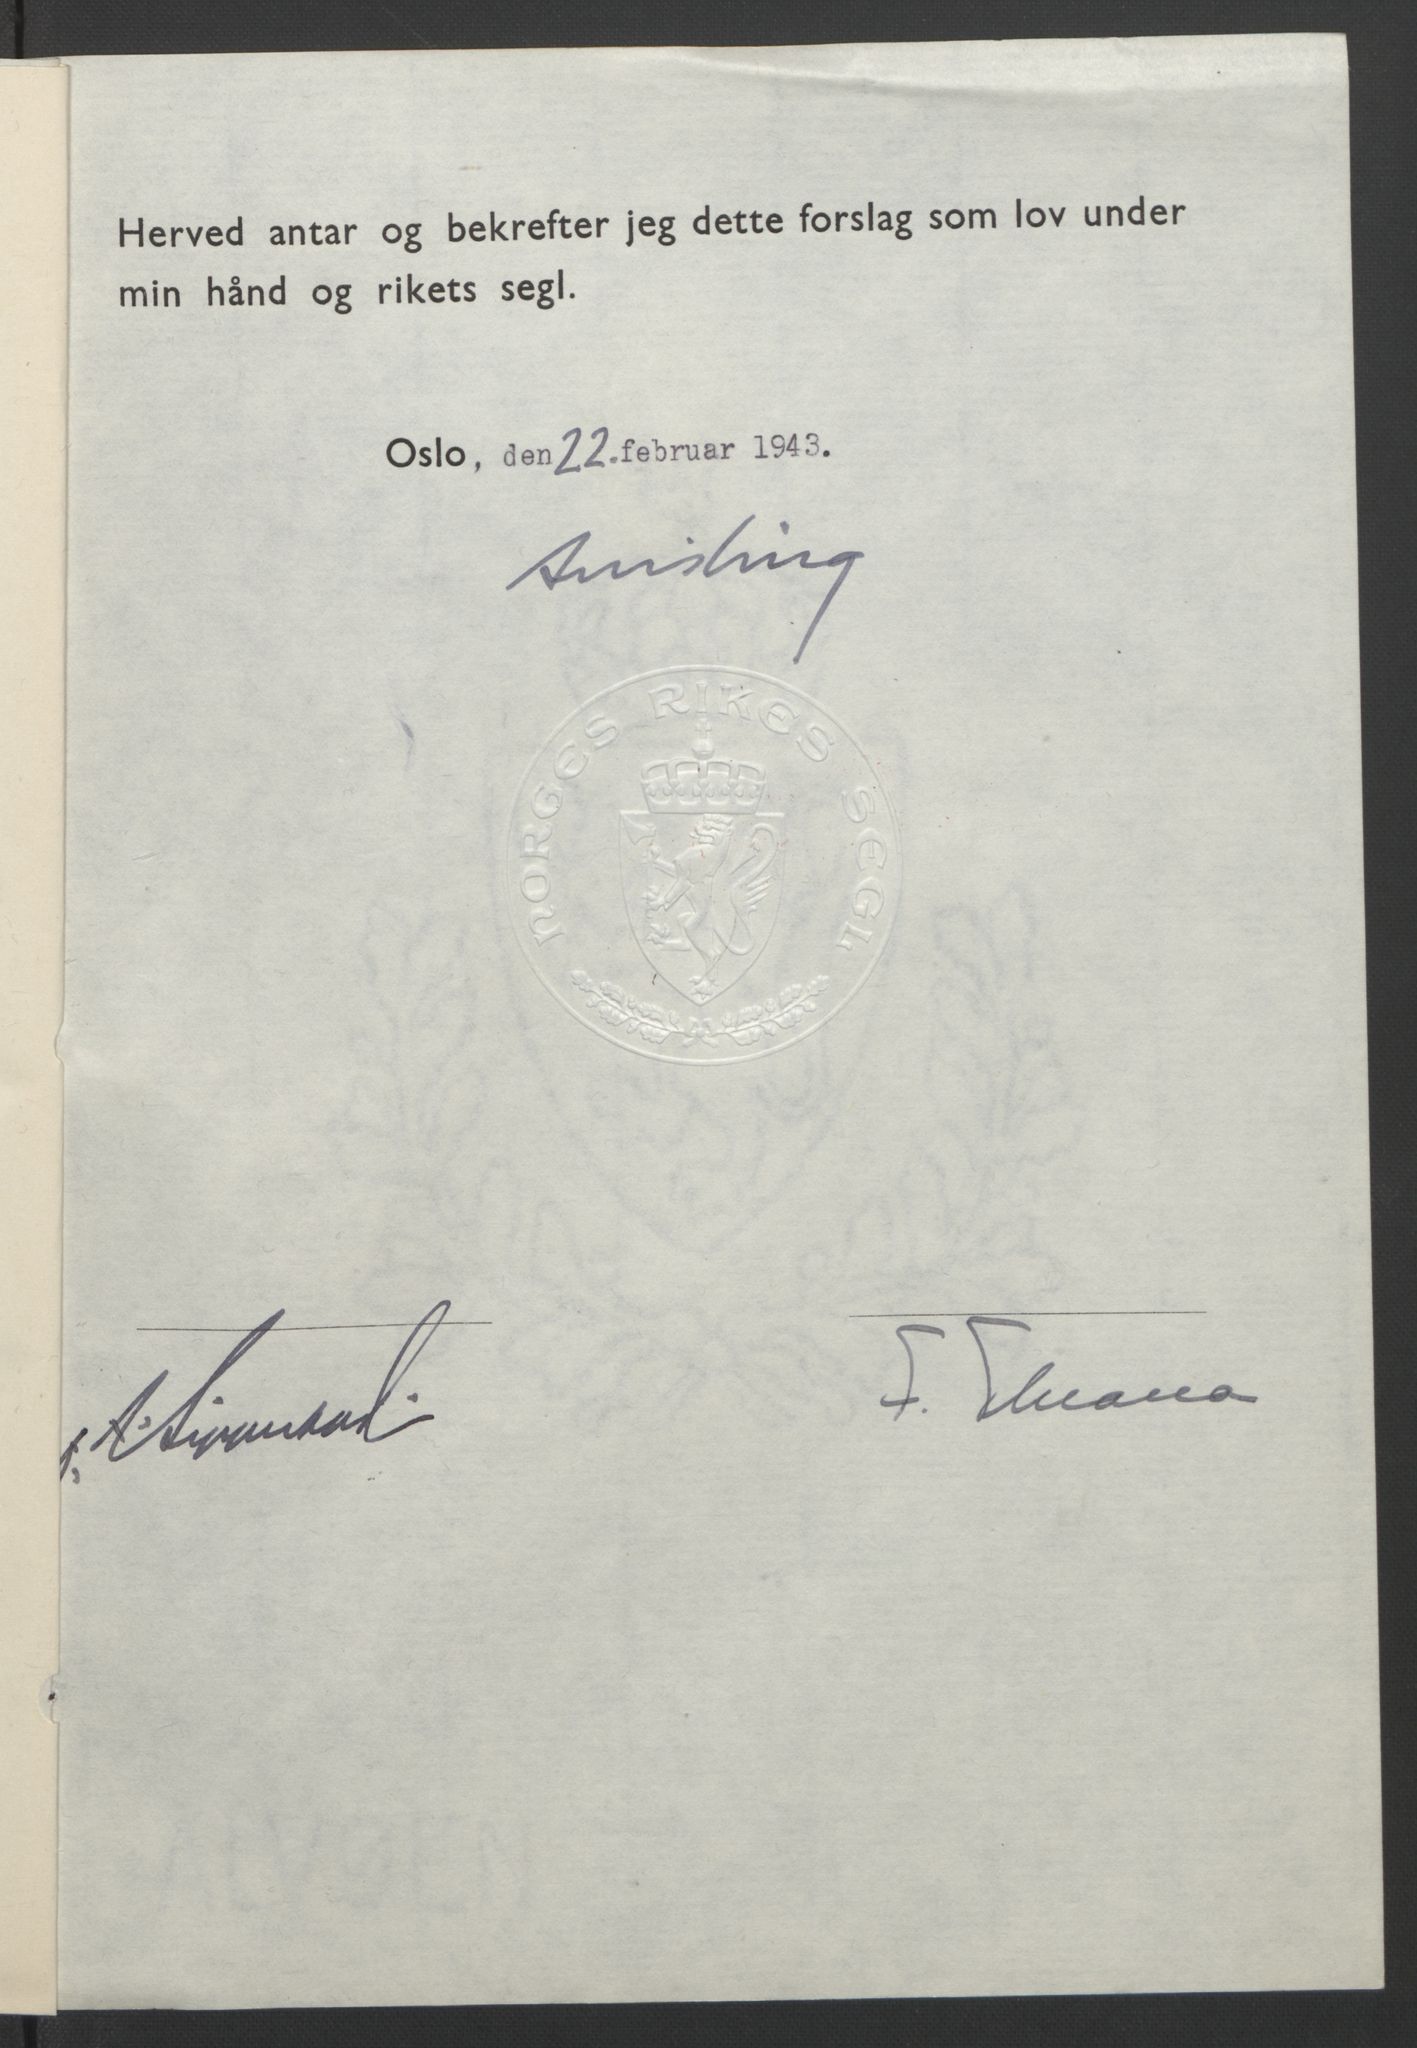 Herved antar og bekrefter jeg dette forslag som lov under
min hånd og rikets segl.
Oslo, den 22. februar 1943.
Quisling
NORGES RIKES SEGL
F.